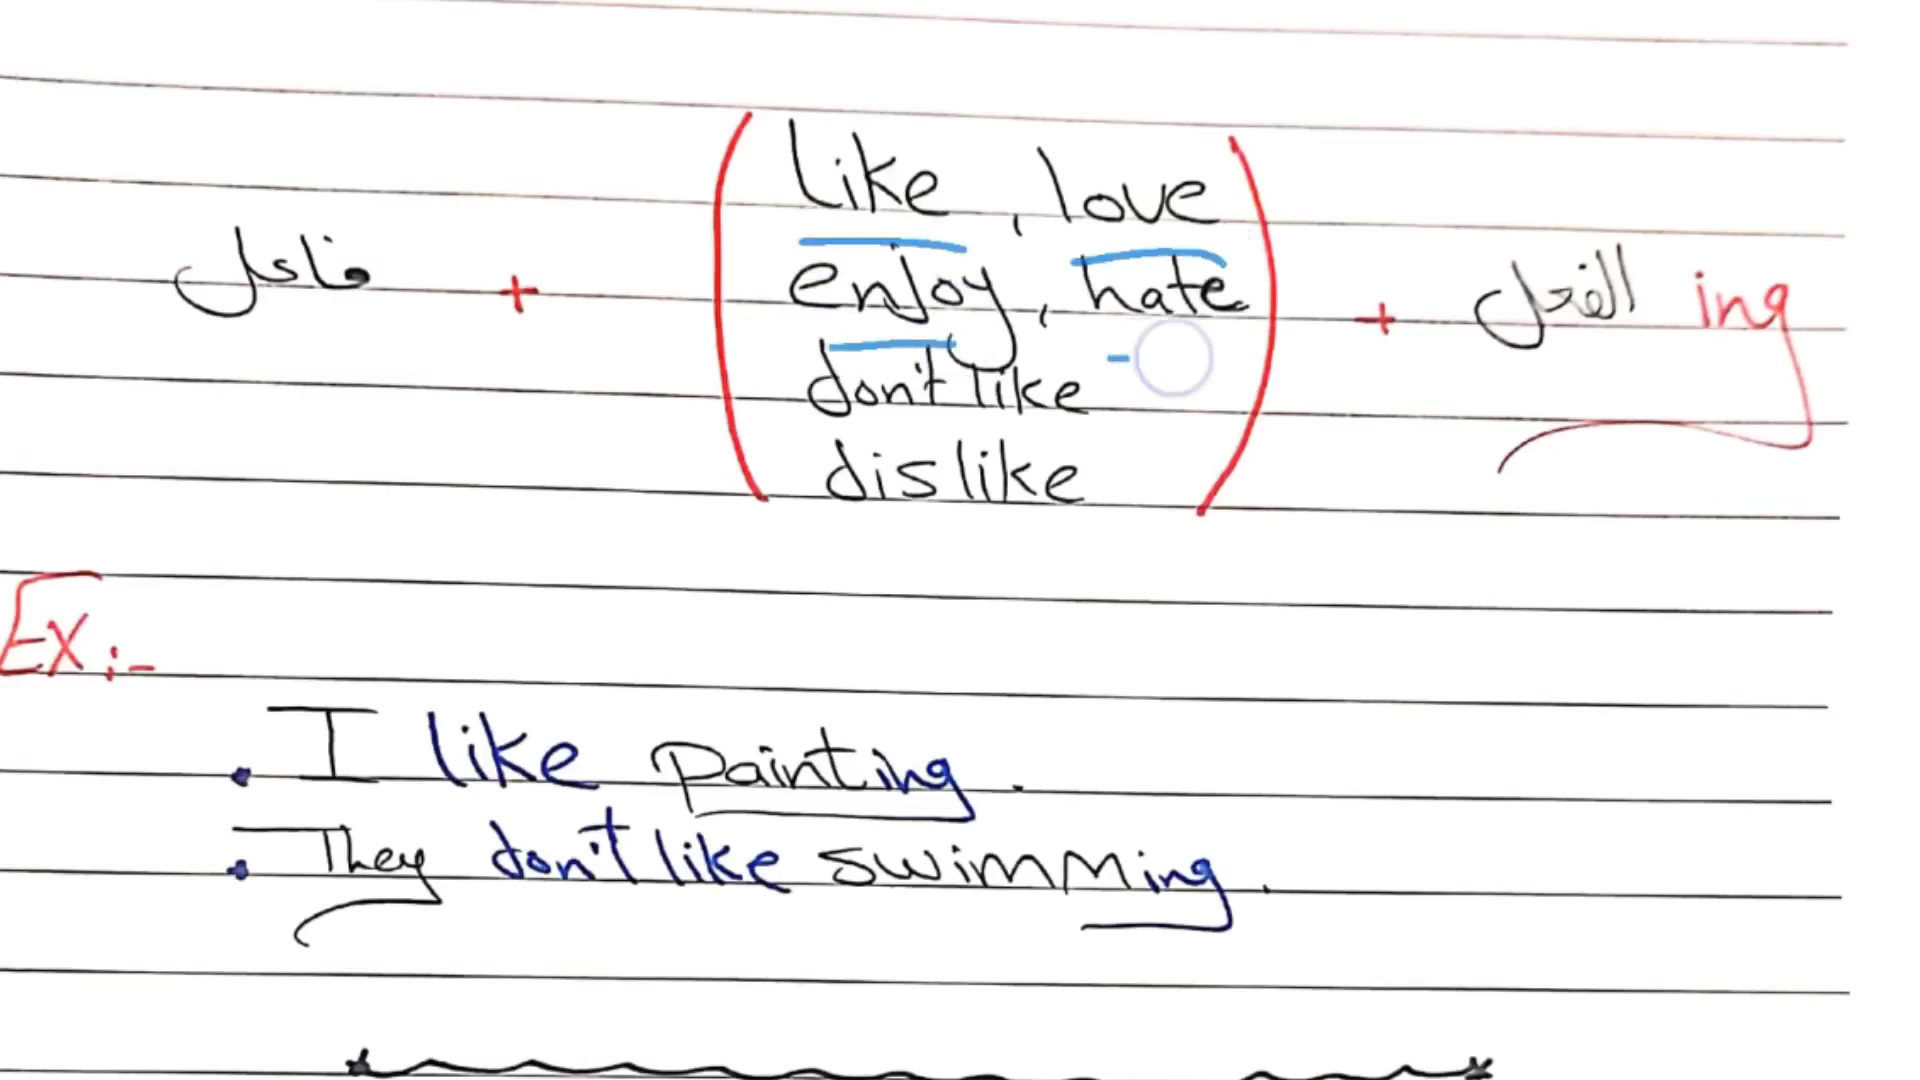 like , love
فاعل + enjoy , hate + الفعل ing
don't like
dislike
Ex :-
• I like painting .
• They don't like swimming .